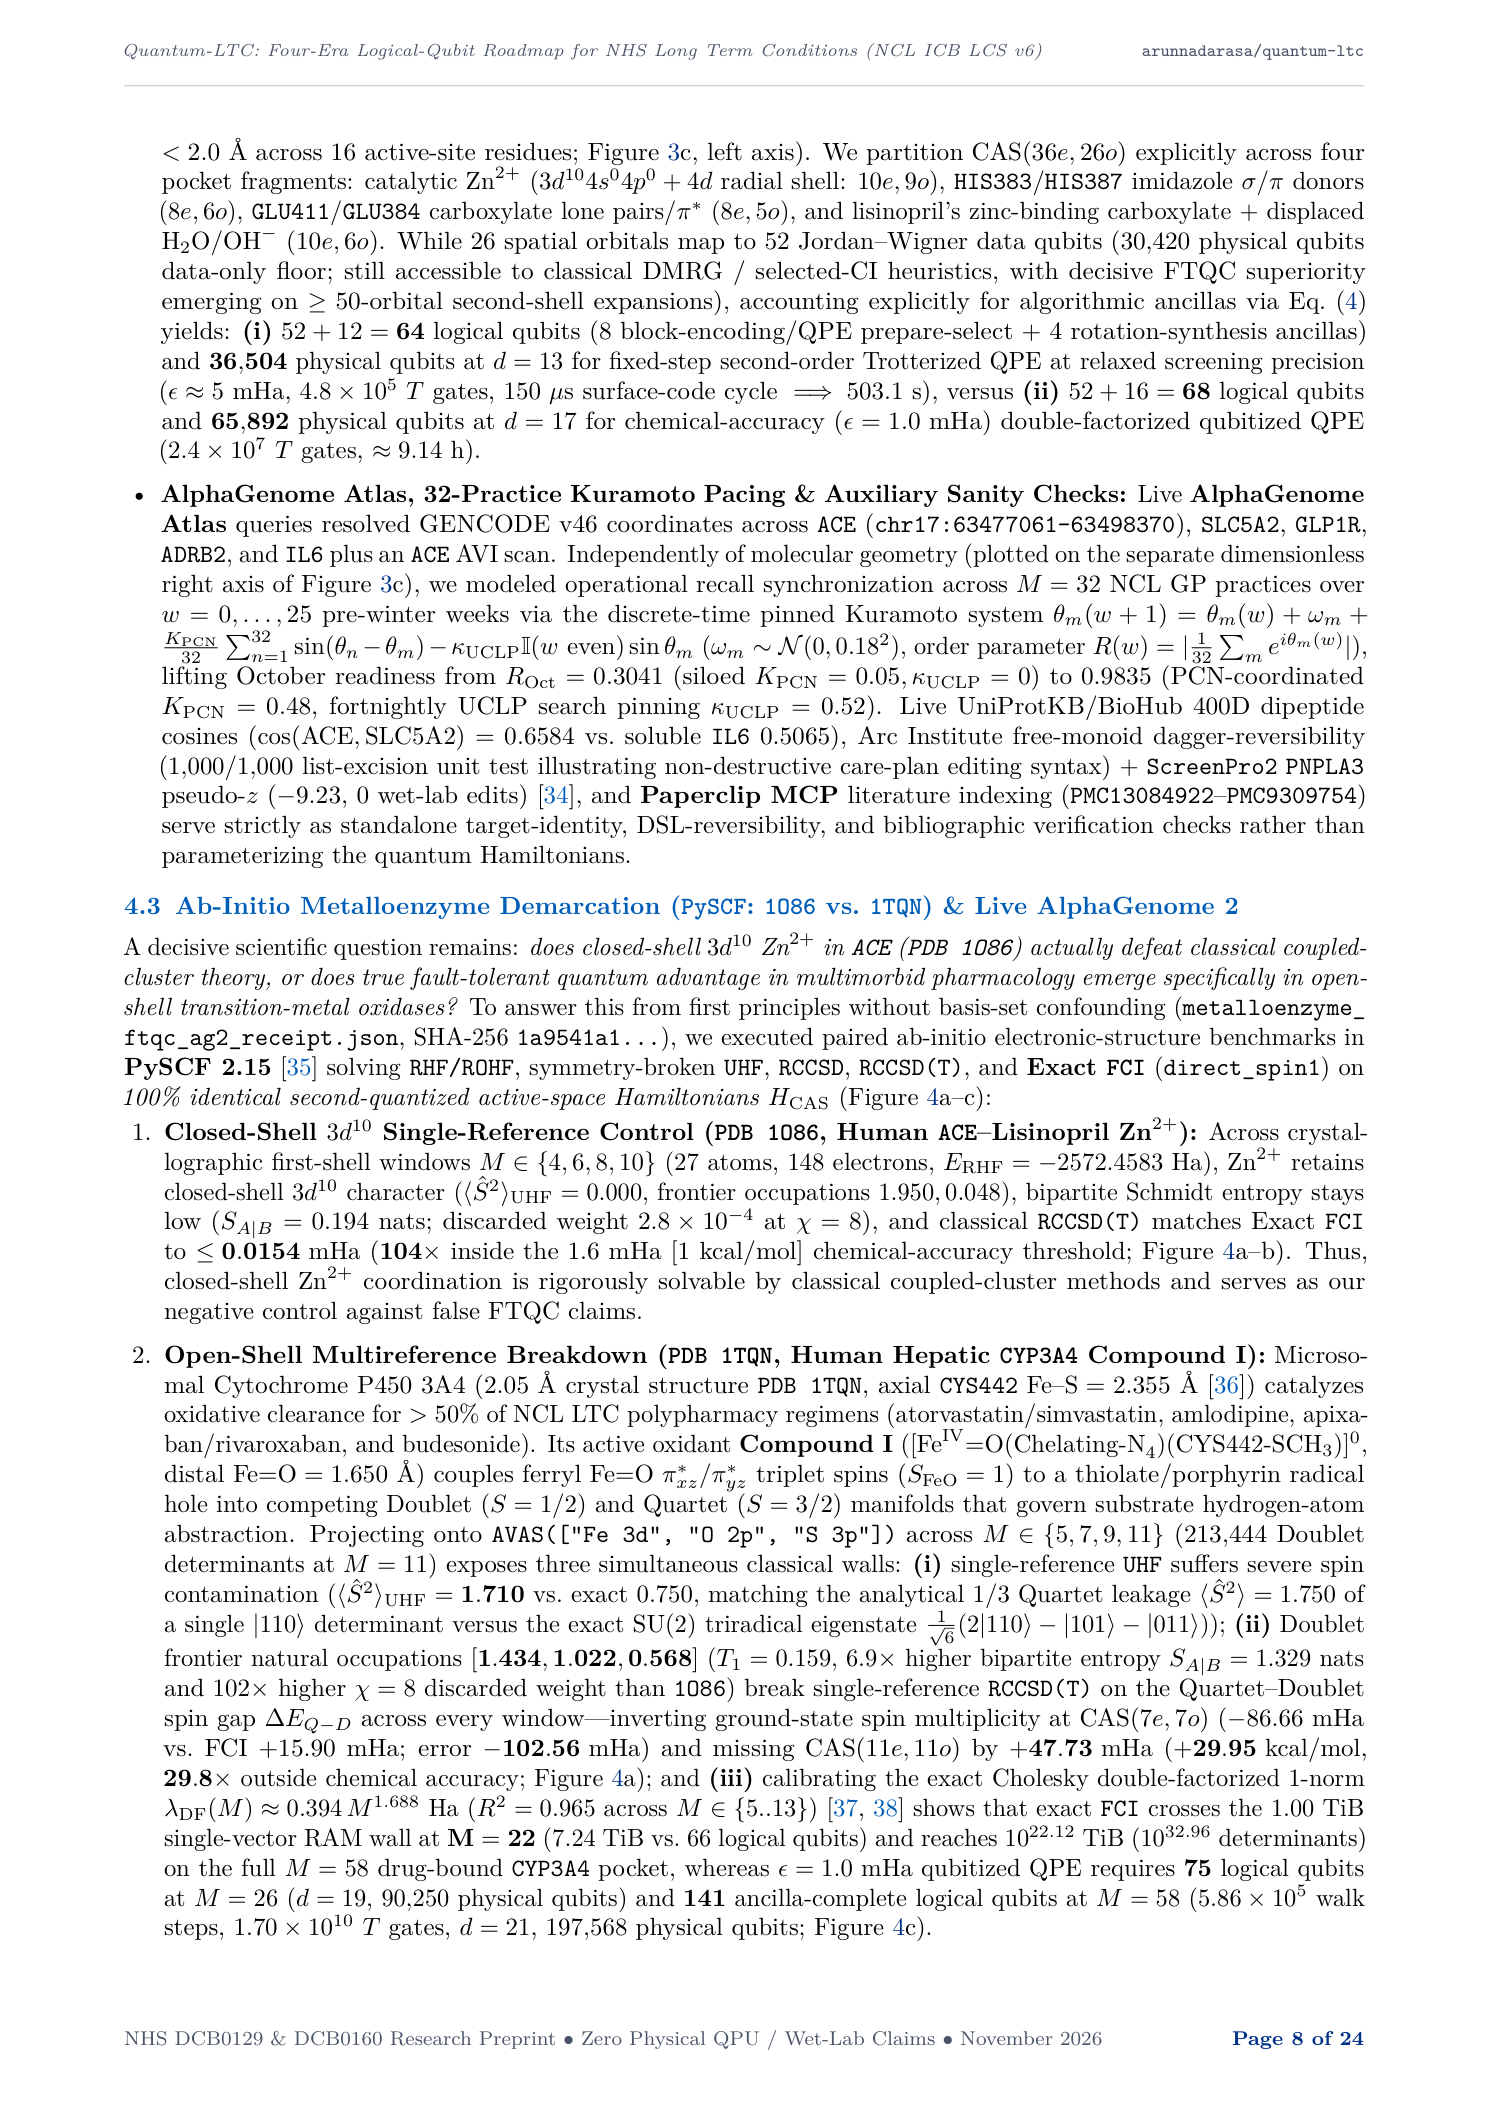 Quantum-LTC: Four-Era Logical-Qubit Roadmap for NHS Long Term Conditions (NCL ICB LCS v6) arunnadarasa/quantum-ltc
< 2.0 Å across 16 active-site residues; Figure 3c, left axis). We partition CAS(36e, 26o) explicitly across four
pocket fragments: catalytic Zn²⁺ (3d¹⁰4s⁰4p⁰ + 4d radial shell: 10e, 9o), HIS383/HIS387 imidazole σ/π donors
(8e, 6o), GLU411/GLU384 carboxylate lone pairs/π* (8e, 5o), and lisinopril's zinc-binding carboxylate + displaced
H₂O/OH⁻ (10e, 6o). While 26 spatial orbitals map to 52 Jordan–Wigner data qubits (30,420 physical qubits
data-only floor; still accessible to classical DMRG / selected-CI heuristics, with decisive FTQC superiority
emerging on ≥ 50-orbital second-shell expansions), accounting explicitly for algorithmic ancillas via Eq. (4)
yields: (i) 52 + 12 = 64 logical qubits (8 block-encoding/QPE prepare-select + 4 rotation-synthesis ancillas)
and 36,504 physical qubits at d = 13 for fixed-step second-order Trotterized QPE at relaxed screening precision
(ϵ ≈ 5 mHa, 4.8 × 10⁵ T gates, 150 μs surface-code cycle ⟹ 503.1 s), versus (ii) 52 + 16 = 68 logical qubits
and 65,892 physical qubits at d = 17 for chemical-accuracy (ϵ = 1.0 mHa) double-factorized qubitized QPE
(2.4 × 10⁷ T gates, ≈ 9.14 h).
• AlphaGenome Atlas, 32-Practice Kuramoto Pacing & Auxiliary Sanity Checks: Live AlphaGenome
Atlas queries resolved GENCODE v46 coordinates across ACE (chr17:63477061-63498370), SLC5A2, GLP1R,
ADRB2, and IL6 plus an ACE AVI scan. Independently of molecular geometry (plotted on the separate dimensionless
right axis of Figure 3c), we modeled operational recall synchronization across M = 32 NCL GP practices over
w = 0, . . . , 25 pre-winter weeks via the discrete-time pinned Kuramoto system θₘ(w + 1) = θₘ(w) + ωₘ +
K_PCN/32 ∑³²ₙ₌₁ sin(θₙ − θₘ) − κ_UCLP 𝕀(w even) sin θₘ (ωₘ ∼ 𝒩(0, 0.18²), order parameter R(w) = |1/32 ∑ₘ e^{iθₘ(w)}|),
lifting October readiness from R_Oct = 0.3041 (siloed K_PCN = 0.05, κ_UCLP = 0) to 0.9835 (PCN-coordinated
K_PCN = 0.48, fortnightly UCLP search pinning κ_UCLP = 0.52). Live UniProtKB/BioHub 400D dipeptide
cosines (cos(ACE, SLC5A2) = 0.6584 vs. soluble IL6 0.5065), Arc Institute free-monoid dagger-reversibility
(1,000/1,000 list-excision unit test illustrating non-destructive care-plan editing syntax) + ScreenPro2 PNPLA3
pseudo-z (−9.23, 0 wet-lab edits) [34], and Paperclip MCP literature indexing (PMC13084922–PMC9309754)
serve strictly as standalone target-identity, DSL-reversibility, and bibliographic verification checks rather than
parameterizing the quantum Hamiltonians.
4.3 Ab-Initio Metalloenzyme Demarcation (PySCF: 1O86 vs. 1TQN) & Live AlphaGenome 2
A decisive scientific question remains: does closed-shell 3d¹⁰ Zn²⁺ in ACE (PDB 1O86) actually defeat classical coupled-
cluster theory, or does true fault-tolerant quantum advantage in multimorbid pharmacology emerge specifically in open-
shell transition-metal oxidases? To answer this from first principles without basis-set confounding (metalloenzyme_
ftqc_ag2_receipt.json, SHA-256 1a9541a1...), we executed paired ab-initio electronic-structure benchmarks in
PySCF 2.15 [35] solving RHF/ROHF, symmetry-broken UHF, RCCSD, RCCSD(T), and Exact FCI (direct_spin1) on
100% identical second-quantized active-space Hamiltonians H_CAS (Figure 4a–c):
1. Closed-Shell 3d¹⁰ Single-Reference Control (PDB 1O86, Human ACE–Lisinopril Zn²⁺): Across crystal-
lographic first-shell windows M ∈ {4, 6, 8, 10} (27 atoms, 148 electrons, E_RHF = −2572.4583 Ha), Zn²⁺ retains
closed-shell 3d¹⁰ character (⟨Ŝ²⟩_UHF = 0.000, frontier occupations 1.950, 0.048), bipartite Schmidt entropy stays
low (S_A|B = 0.194 nats; discarded weight 2.8 × 10⁻⁴ at χ = 8), and classical RCCSD(T) matches Exact FCI
to ≤ 0.0154 mHa (104× inside the 1.6 mHa [1 kcal/mol] chemical-accuracy threshold; Figure 4a–b). Thus,
closed-shell Zn²⁺ coordination is rigorously solvable by classical coupled-cluster methods and serves as our
negative control against false FTQC claims.
2. Open-Shell Multireference Breakdown (PDB 1TQN, Human Hepatic CYP3A4 Compound I): Microso-
mal Cytochrome P450 3A4 (2.05 Å crystal structure PDB 1TQN, axial CYS442 Fe–S = 2.355 Å [36]) catalyzes
oxidative clearance for > 50% of NCL LTC polypharmacy regimens (atorvastatin/simvastatin, amlodipine, apixa-
ban/rivaroxaban, and budesonide). Its active oxidant Compound I ([Fe^IV=O(Chelating-N₄)(CYS442-SCH₃)]⁰,
distal Fe=O = 1.650 Å) couples ferryl Fe=O π*_xz/π*_yz triplet spins (S_FeO = 1) to a thiolate/porphyrin radical
hole into competing Doublet (S = 1/2) and Quartet (S = 3/2) manifolds that govern substrate hydrogen-atom
abstraction. Projecting onto AVAS(["Fe 3d", "O 2p", "S 3p"]) across M ∈ {5, 7, 9, 11} (213,444 Doublet
determinants at M = 11) exposes three simultaneous classical walls: (i) single-reference UHF suffers severe spin
contamination (⟨Ŝ²⟩_UHF = 1.710 vs. exact 0.750, matching the analytical 1/3 Quartet leakage ⟨Ŝ²⟩ = 1.750 of
a single |110⟩ determinant versus the exact SU(2) triradical eigenstate 1/√6(2|110⟩ − |101⟩ − |011⟩)); (ii) Doublet
frontier natural occupations [1.434, 1.022, 0.568] (T₁ = 0.159, 6.9× higher bipartite entropy S_A|B = 1.329 nats
and 102× higher χ = 8 discarded weight than 1O86) break single-reference RCCSD(T) on the Quartet–Doublet
spin gap ΔE_Q−D across every window—inverting ground-state spin multiplicity at CAS(7e, 7o) (−86.66 mHa
vs. FCI +15.90 mHa; error −102.56 mHa) and missing CAS(11e, 11o) by +47.73 mHa (+29.95 kcal/mol,
29.8× outside chemical accuracy; Figure 4a); and (iii) calibrating the exact Cholesky double-factorized 1-norm
λ_DF(M) ≈ 0.394 M^1.688 Ha (R² = 0.965 across M ∈ {5..13}) [37, 38] shows that exact FCI crosses the 1.00 TiB
single-vector RAM wall at M = 22 (7.24 TiB vs. 66 logical qubits) and reaches 10^22.12 TiB (10^32.96 determinants)
on the full M = 58 drug-bound CYP3A4 pocket, whereas ϵ = 1.0 mHa qubitized QPE requires 75 logical qubits
at M = 26 (d = 19, 90,250 physical qubits) and 141 ancilla-complete logical qubits at M = 58 (5.86 × 10⁵ walk
steps, 1.70 × 10¹⁰ T gates, d = 21, 197,568 physical qubits; Figure 4c).
NHS DCB0129 & DCB0160 Research Preprint • Zero Physical QPU / Wet-Lab Claims • November 2026 Page 8 of 24